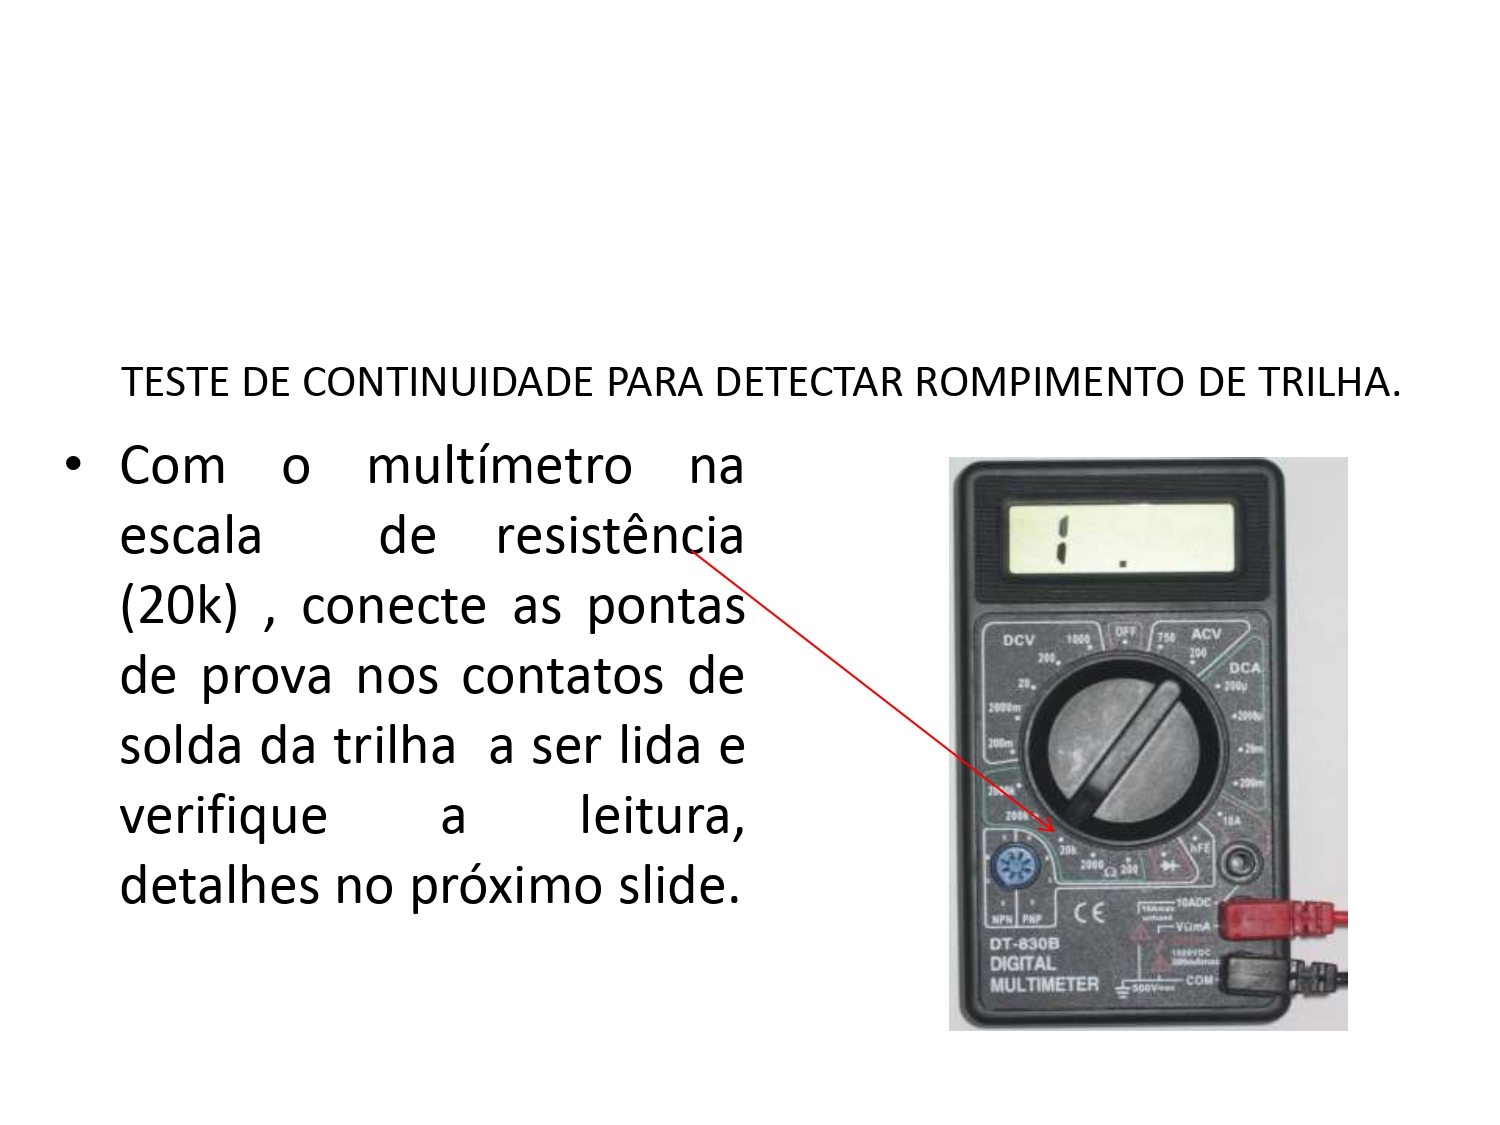 TESTE DE CONTINUIDADE PARA DETECTAR ROMPIMENTO DE TRILHA.
• Com o multímetro na
escala de resistência
(20k) , conecte as pontas
de prova nos contatos de
solda da trilha a ser lida e
verifique a leitura,
detalhes no próximo slide.
1 .
DCV 1000 OFF 750 ACV
200 200
DCA
20 200µ
2000m 2000µ
200m 20m
2000k 200m
200k 10A
20k 2000 Ω 200 hFE
NPN PNP
CE
10ADC
VΩmA
DT-830B
DIGITAL
MULTIMETER
500V
COM